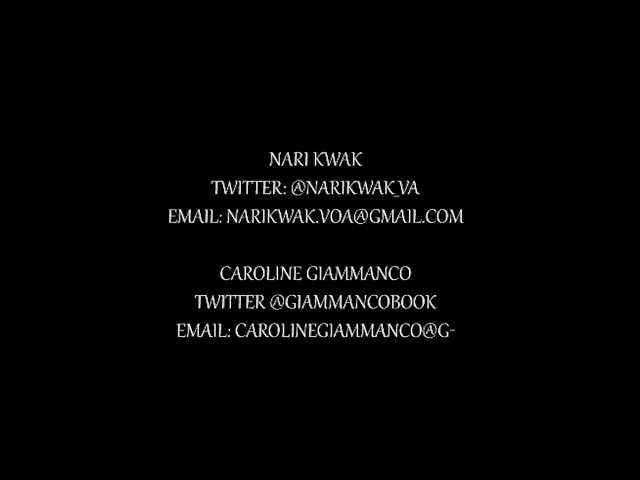 NARI KWAK
TWITTER: @NARIKWAK_VA
EMAIL: NARIKWAK.VOA@GMAIL.COM
CAROLINE GIAMMANCO
TWITTER @GIAMMANCOBOOK
EMAIL: CAROLINEGIAMMANCO@G-